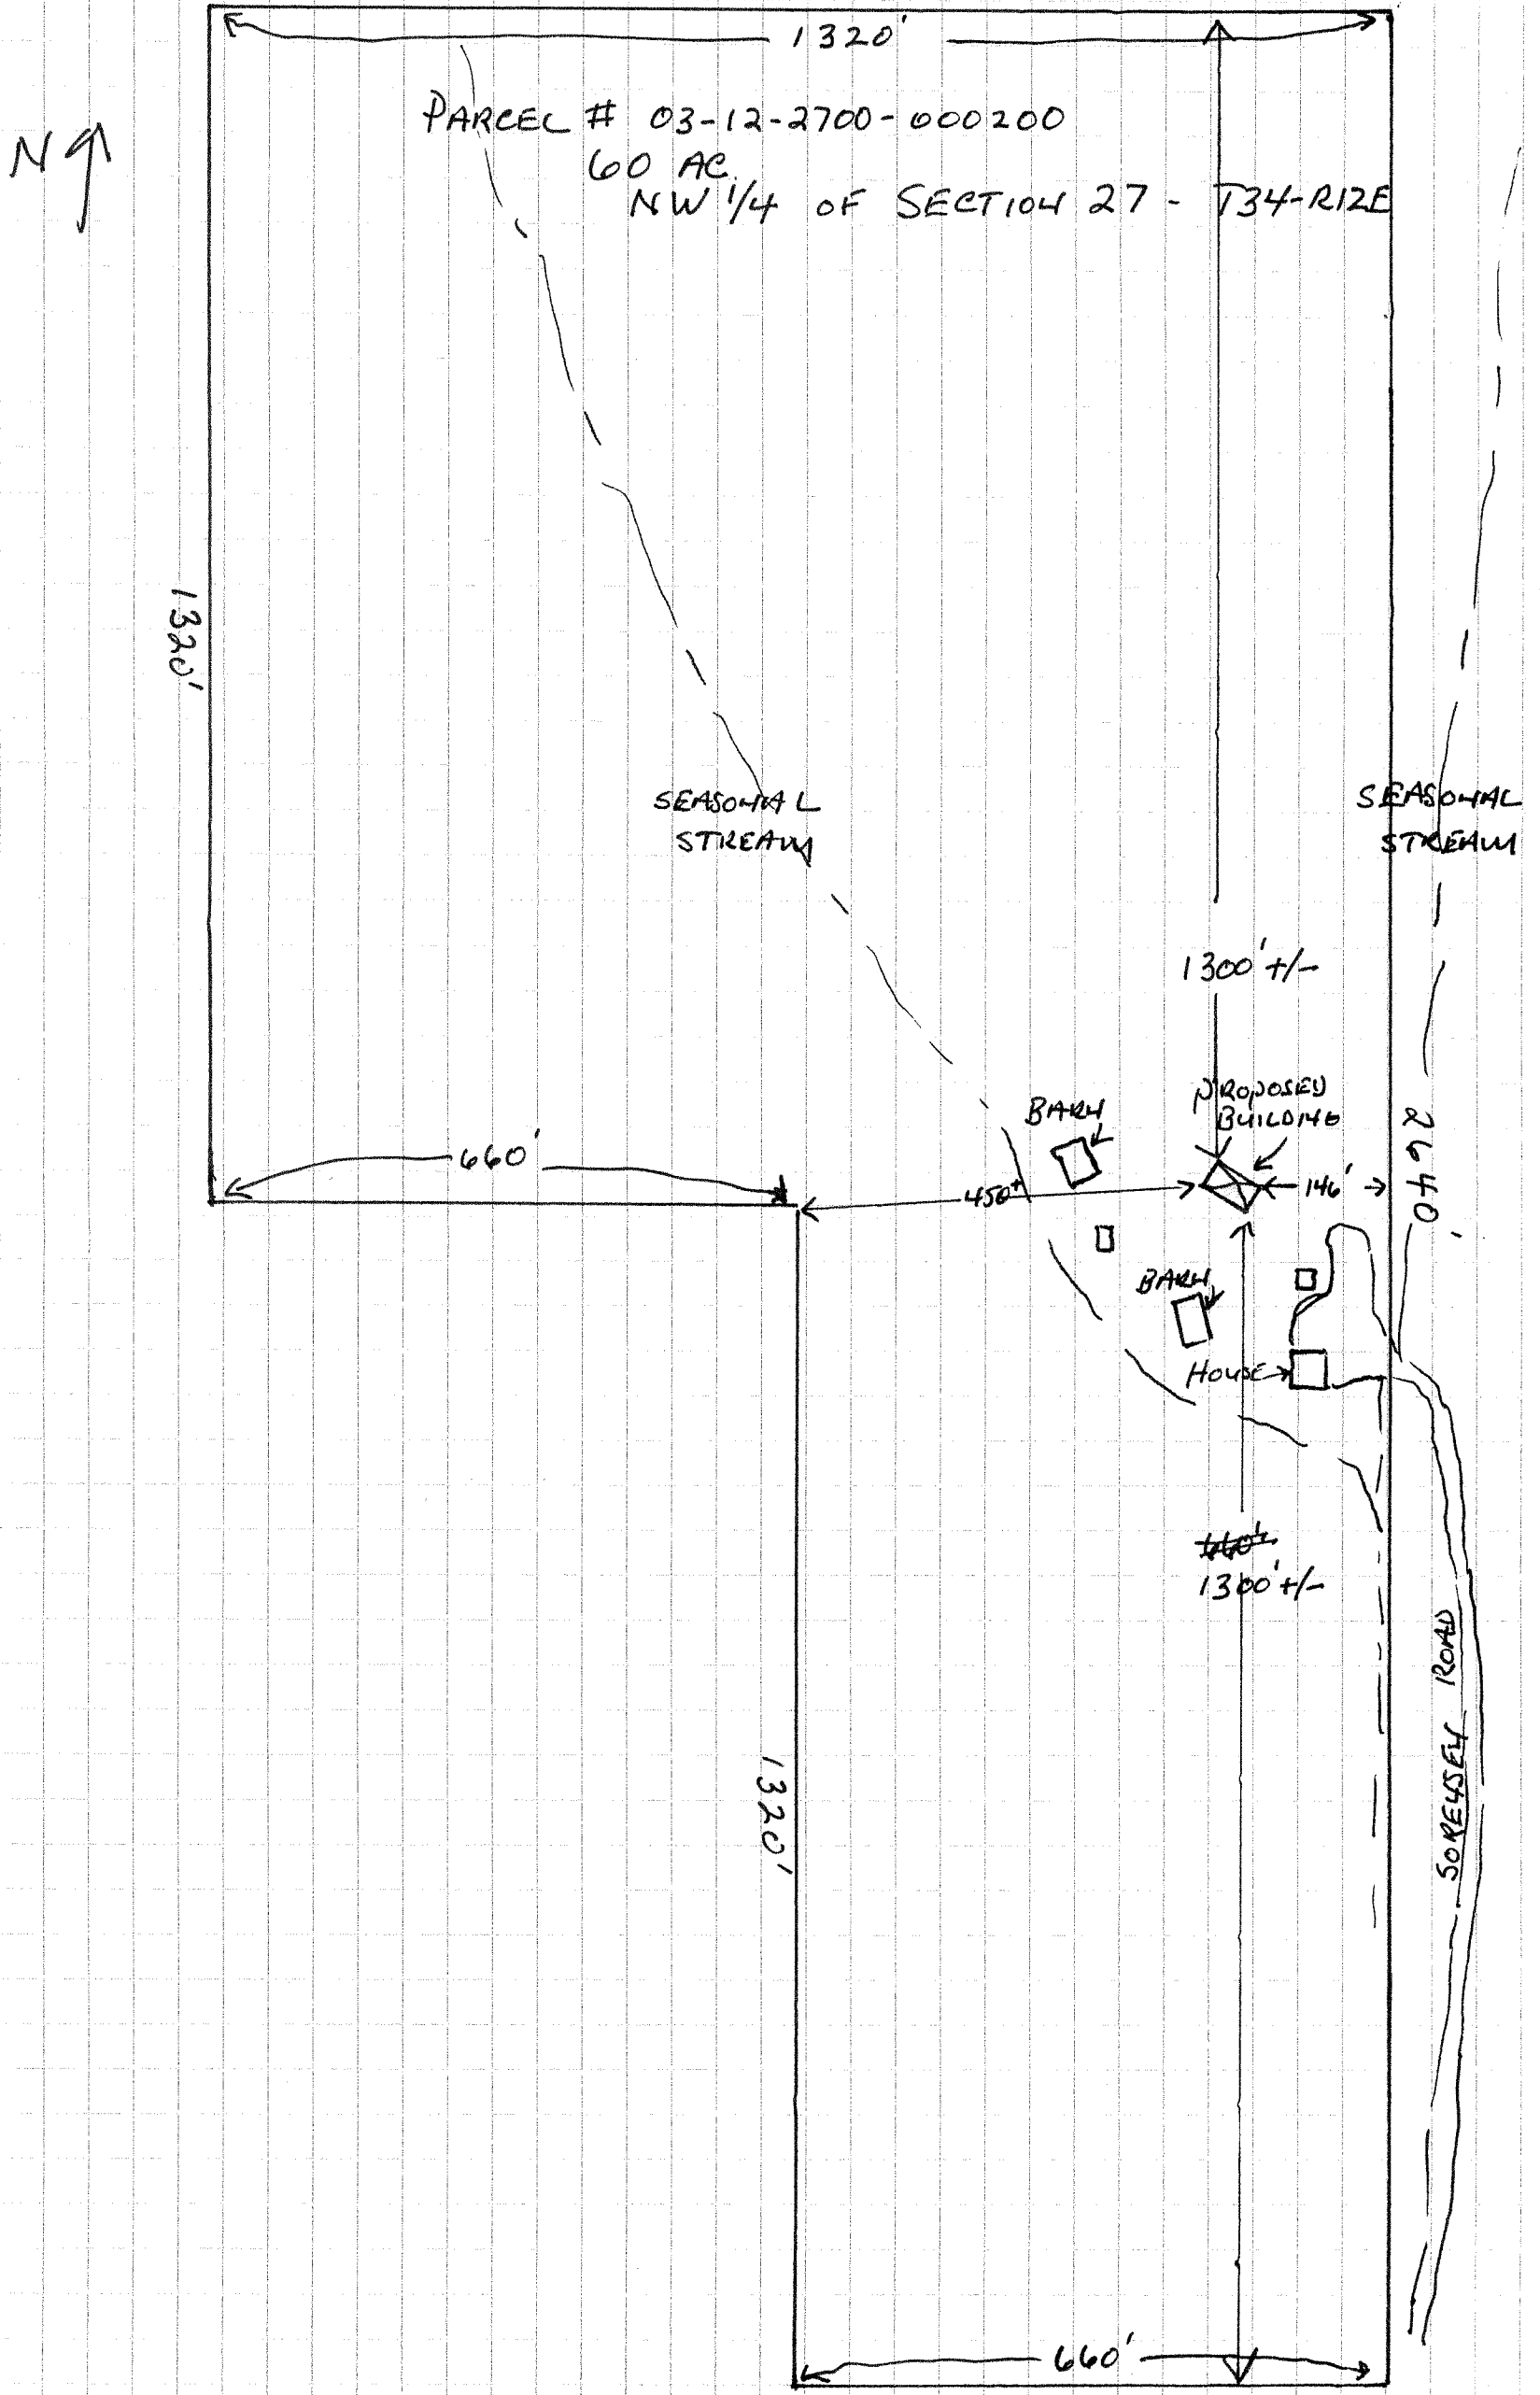 1320'
N
PARCEL # 03-12-2700-000200
60 AC.
NW 1/4 OF SECTION 27 - T34-R12E
1320'
SEASONAL
STREAM
SEASONAL
STREAM
1300' +/-
PROPOSED
BUILDING
BARN
2640'
660'
450'+
146'
BARN
HOUSE
660'
1300' +/-
SORENSEN ROAD
1320'
660'